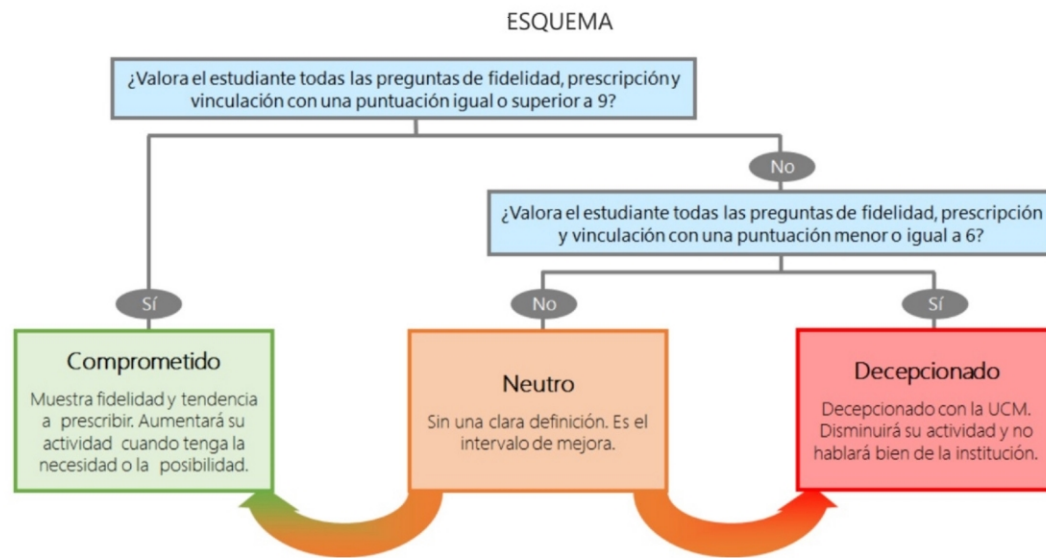 ESQUEMA
¿Valora el estudiante todas las preguntas de fidelidad, prescripción y
vinculación con una puntuación igual o superior a 9?
No
¿Valora el estudiante todas las preguntas de fidelidad, prescripción
y vinculación con una puntuación menor o igual a 6?
Sí
No
Sí
Comprometido
Muestra fidelidad y tendencia
a prescribir. Aumentará su
actividad cuando tenga la
necesidad o la posibilidad.
Neutro
Sin una clara definición. Es el
intervalo de mejora.
Decepcionado
Decepcionado con la UCM.
Disminuirá su actividad y no
hablará bien de la institución.